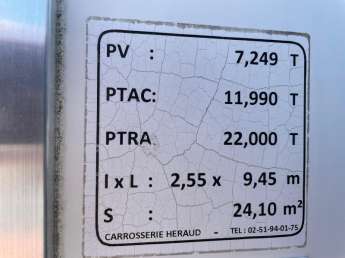 PV : 7,249 T
PTAC: 11,990 T
PTRA 22,000 T
l x L : 2,55 x 9,45 m
S : 24,10 m²
CARROSSERIE HERAUD - TEL : 02-51-94-01-75